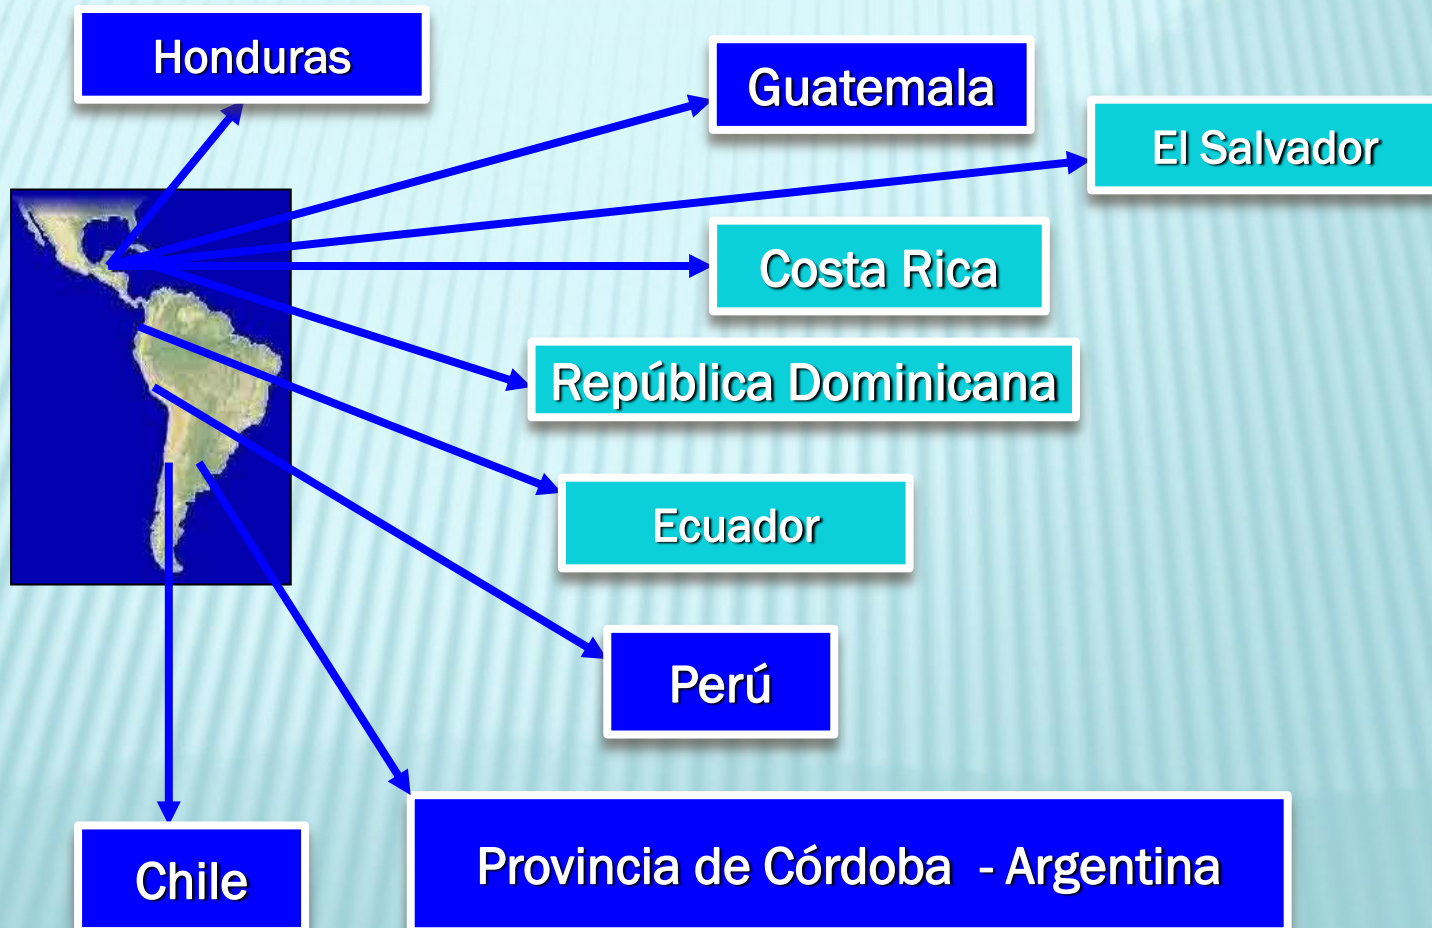 Honduras
Guatemala
El Salvador
Costa Rica
República Dominicana
Ecuador
Perú
Chile
Provincia de Córdoba - Argentina